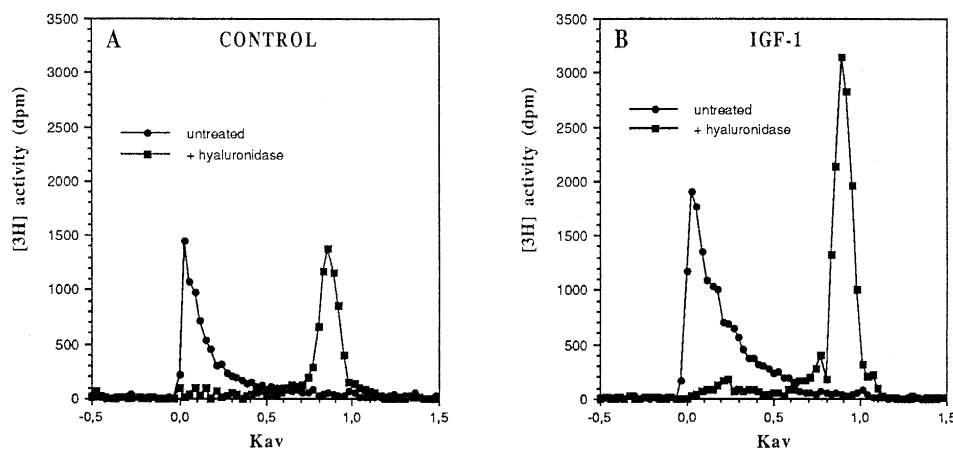 A CONTROL
[3H] activity (dpm)
3500
3000
2500
2000
1500
1000
500
0
untreated
+ hyaluronidase
-0,5 0,0 0,5 1,0 1,5
Kav
B IGF-1
[3H] activity (dpm)
3500
3000
2500
2000
1500
1000
500
0
untreated
+ hyaluronidase
-0,5 0,0 0,5 1,0 1,5
Kav